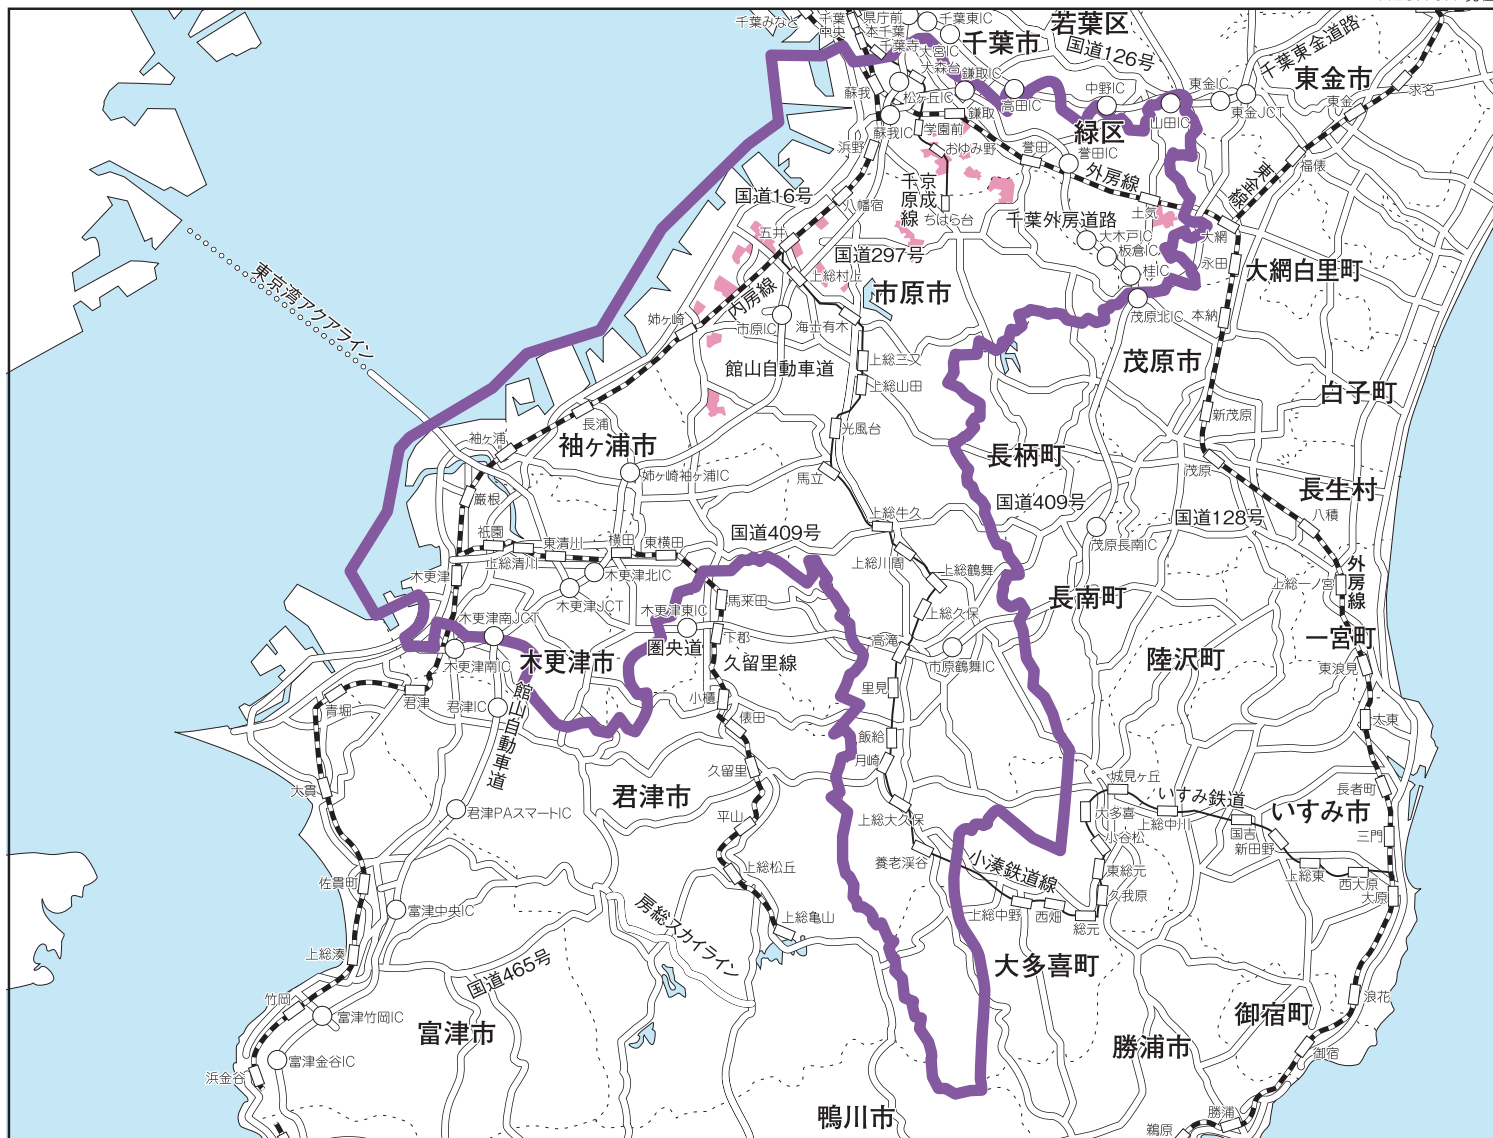 千葉みなと
千葉
中央
県庁前
本千葉
千葉寺
千葉東IC
大宮IC
大森台
千葉市
若葉区
国道126号
千葉東金道路
東金市
求名
東金
東金IC
東金JCT
鎌取IC
高田IC
中野IC
山田IC
蘇我
松ヶ丘IC
蘇我IC
鎌取
学園前
おゆみ野
浜野
誉田
誉田IC
緑区
外房線
東金線
福俵
国道16号
八幡宿
京成
千原線
ちはら台
千葉外房道路
土気
大網
大木戸IC
板倉IC
桂IC
永田
大網白里町
五井
国道297号
上総村上
市原市
東京湾アクアライン
内房線
姉ヶ崎
市原IC
海士有木
茂原北IC
本納
館山自動車道
上総三又
上総山田
茂原市
白子町
新茂原
長浦
袖ヶ浦
袖ヶ浦市
光風台
長柄町
姉ヶ崎袖ヶ浦IC
馬立
茂原
長生村
巌根
国道409号
国道128号
八積
上総牛久
祇園
東清川
横田
東横田
国道409号
上総清川
茂原長南IC
木更津
木更津北IC
上総川間
上総鶴舞
外房線
上総一ノ宮
木更津JCT
木更津東IC
馬来田
長南町
上総久保
木更津南JCT
下郡
高滝
一宮町
木更津市
圏央道
久留里線
市原鶴舞IC
陸沢町
東浪見
木更津南IC
里見
青堀
君津
君津IC
館山自動車道
小櫃
俵田
太東
飯給
月崎
久留里
城見ヶ丘
大貫
君津市
いすみ鉄道
長者町
いすみ市
君津PAスマートIC
平山
上総大久保
大多喜
上総中川
国吉
小谷松
新田野
三門
養老渓谷
小湊鉄道線
東総元
上総東
西大原
佐貫町
上総松丘
久我原
大原
富津中央IC
房総スカイライン
上総亀山
上総中野
西畑
総元
上総湊
国道465号
大多喜町
竹岡
浪花
富津竹岡IC
富津市
御宿町
勝浦市
御宿
富津金谷IC
浜金谷
鴨川市
勝浦
鵜原